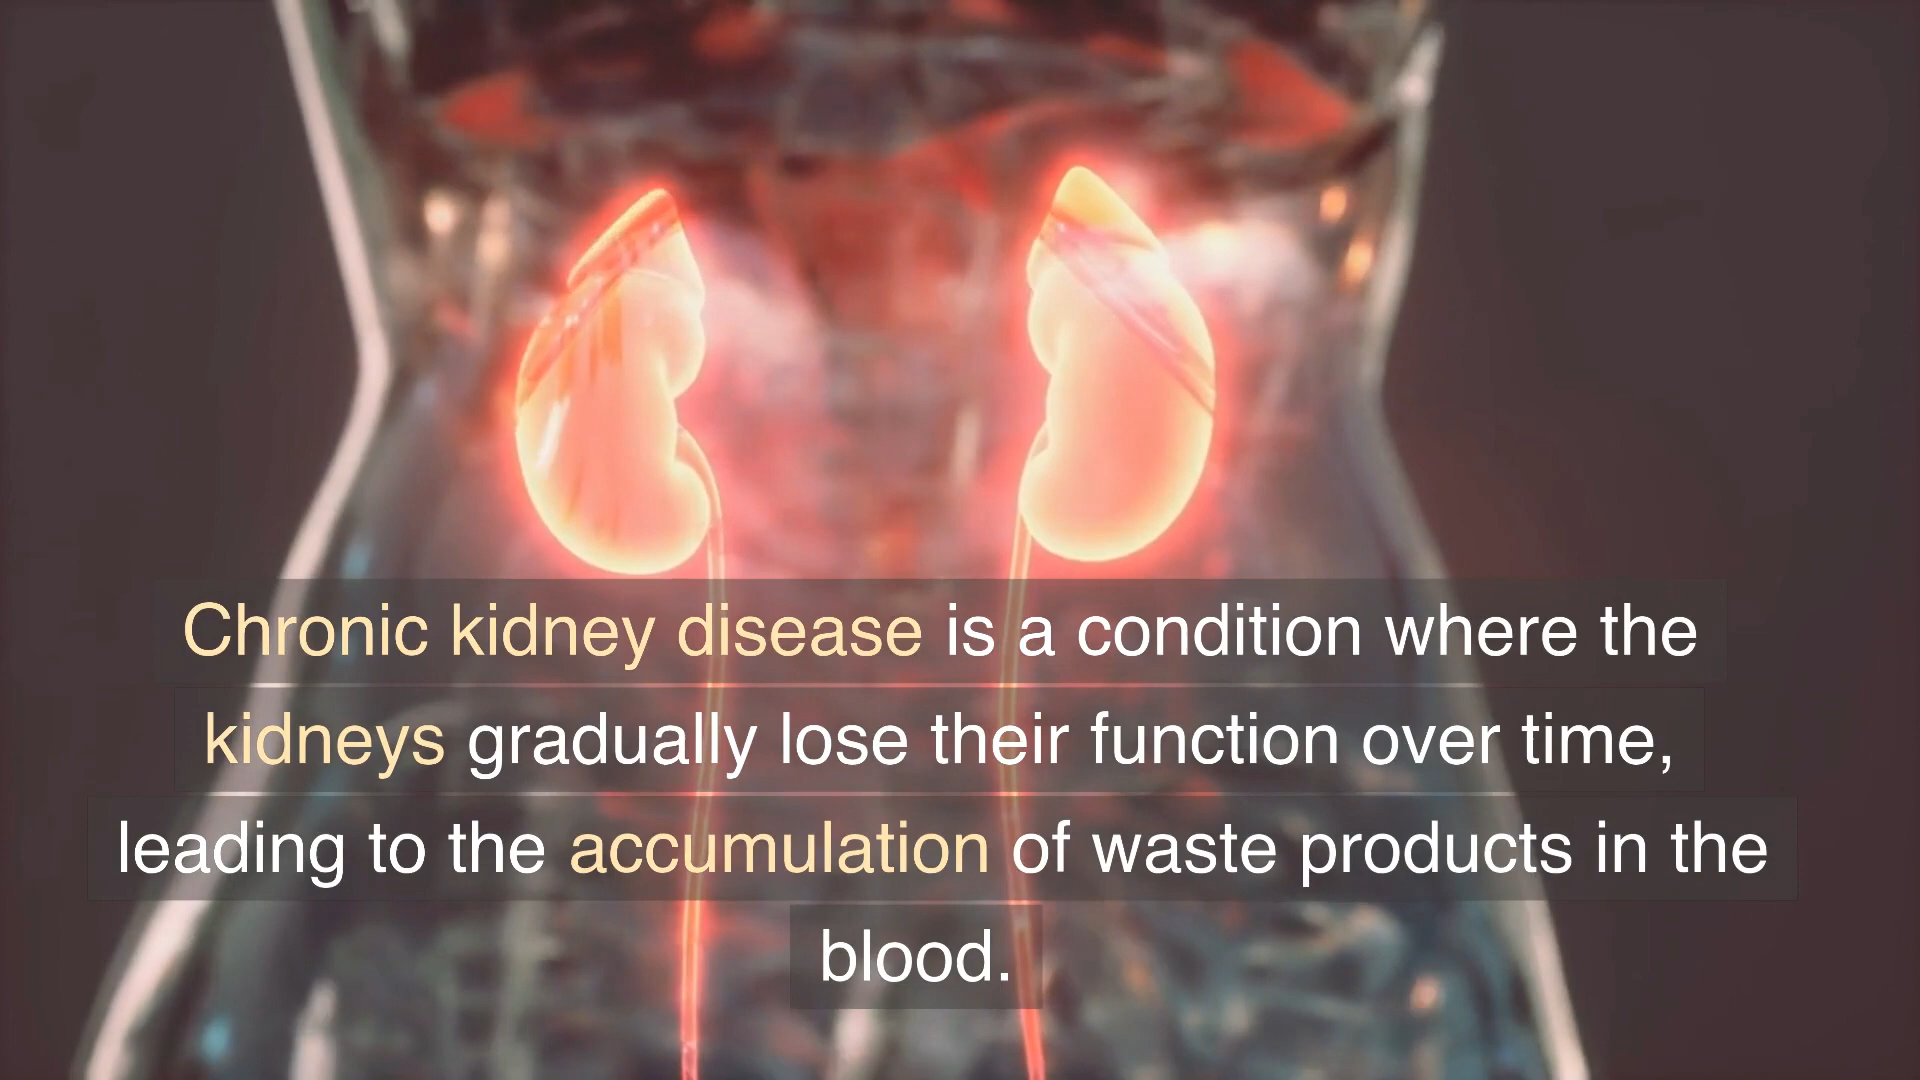 Chronic kidney disease is a condition where the
kidneys gradually lose their function over time,
leading to the accumulation of waste products in the
blood.